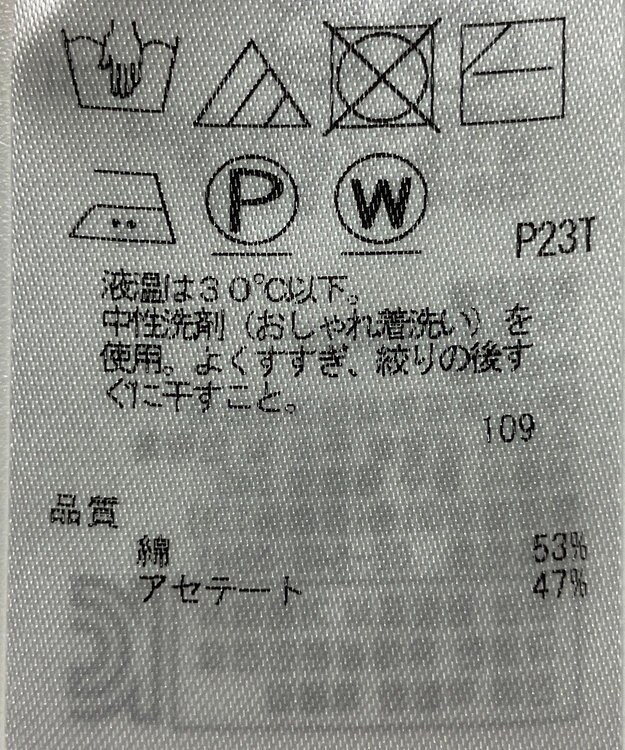 P W
P23T
液温は30℃以下。
中性洗剤（おしゃれ着洗い）を
使用。よくすすぎ、絞りの後す
ぐに干すこと。
109
品質
綿 53%
アセテート 47%